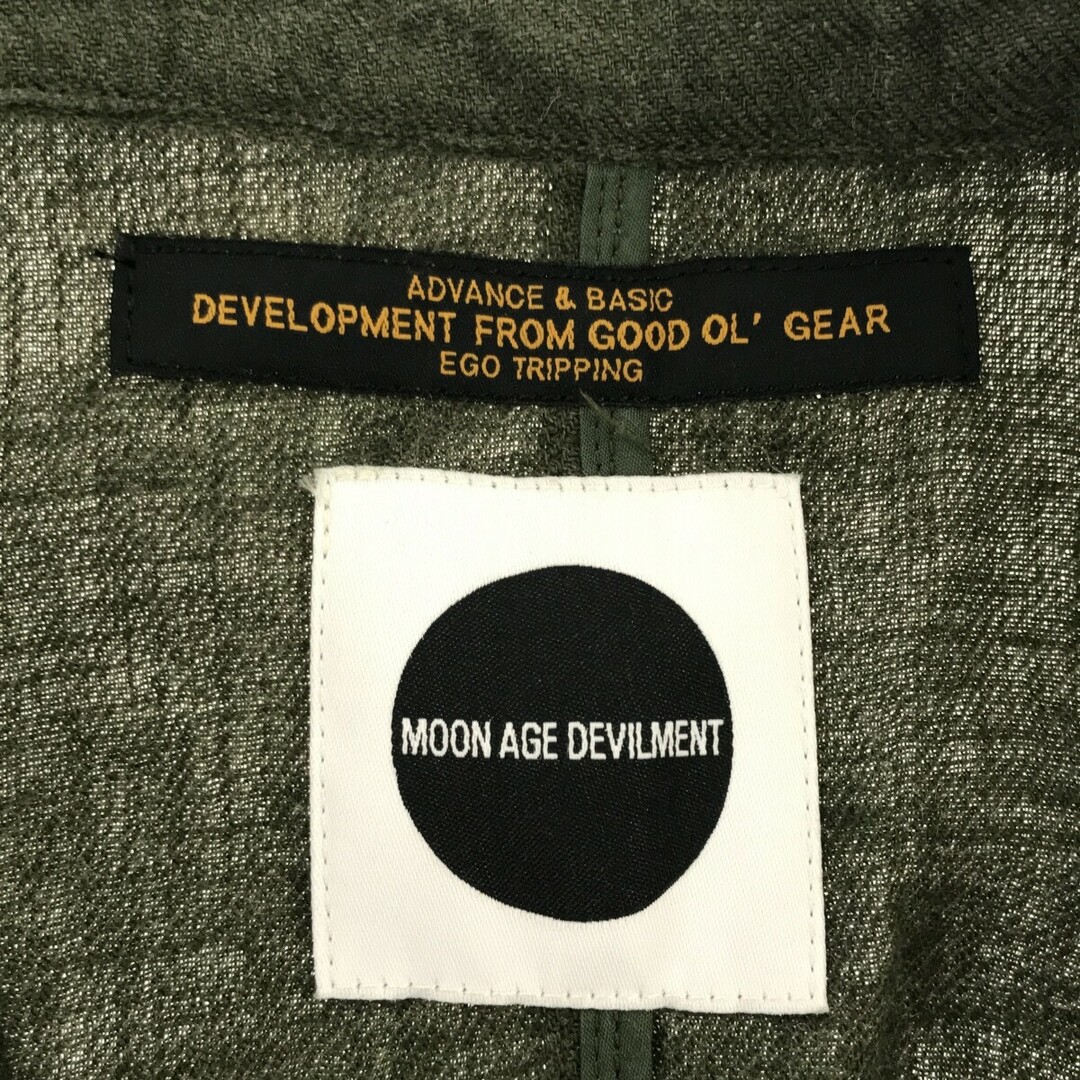 ADVANCE & BASIC
DEVELOPMENT FROM GOOD OL' GEAR
EGO TRIPPING
MOON AGE DEVILMENT